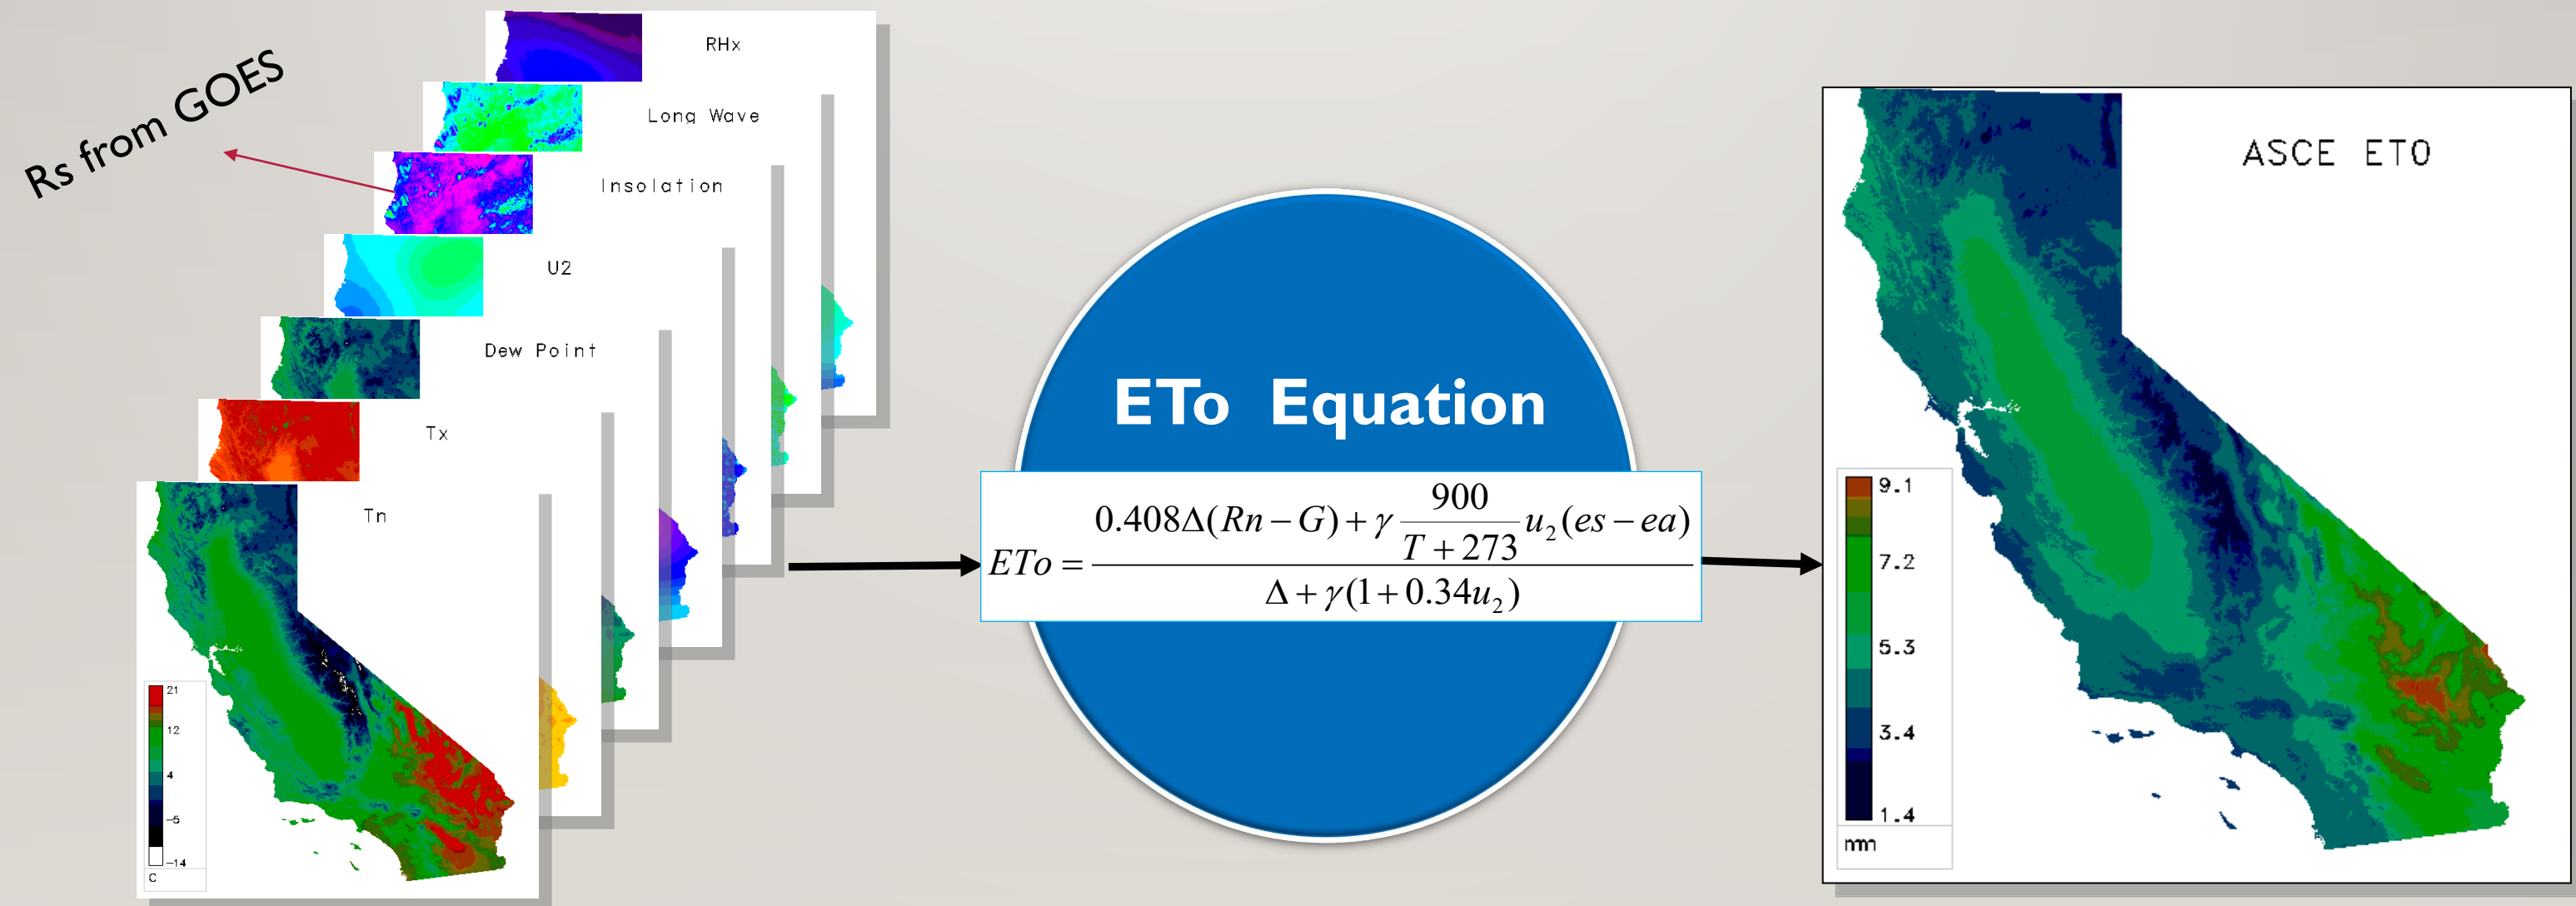 Rs from GOES
RHx
Long Wave
Insolation
U2
Dew Point
Tx
Tn
21
12
4
−5
−14
C
ETo Equation
ETo = \frac{0.408Δ(Rn − G) + γ \frac{900}{T + 273} u₂(es − ea)}{Δ + γ(1 + 0.34u₂)}
ASCE ETO
9.1
7.2
5.3
3.4
1.4
mm